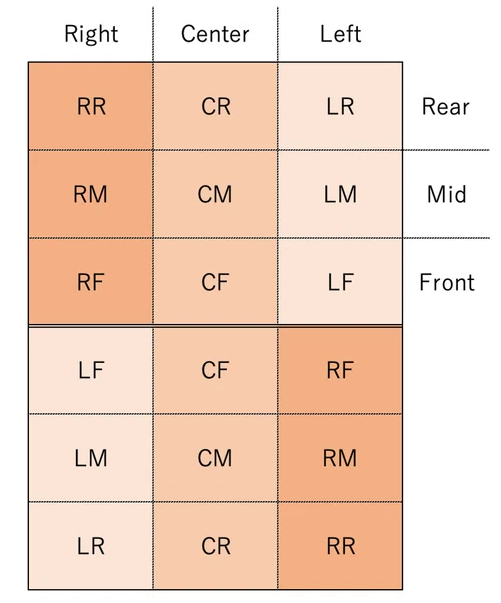 Right Center Left
RR CR LR Rear
RM CM LM Mid
RF CF LF Front
LF CF RF
LM CM RM
LR CR RR